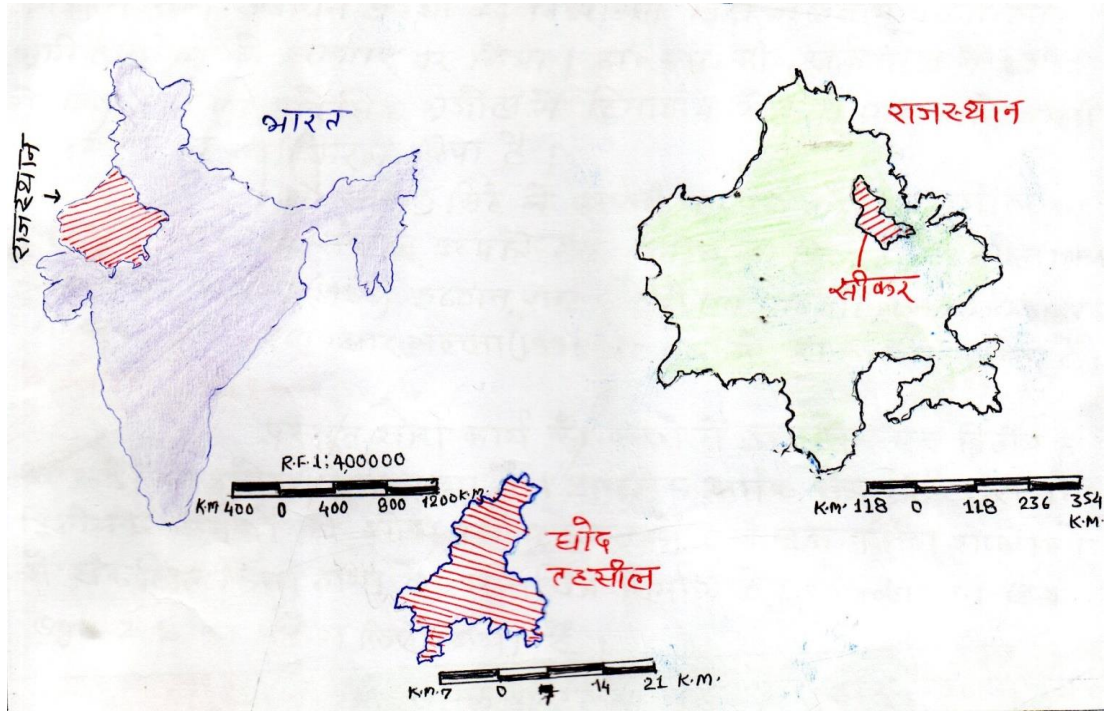 भारत
राजस्थान
R.F.1:400000
K.M 400 0 400 800 1200K.M.
राजस्थान
सीकर
K.M. 118 0 118 236 354
K.M.
धोद
तहसील
K.M.7 0 7 14 21 K.M.